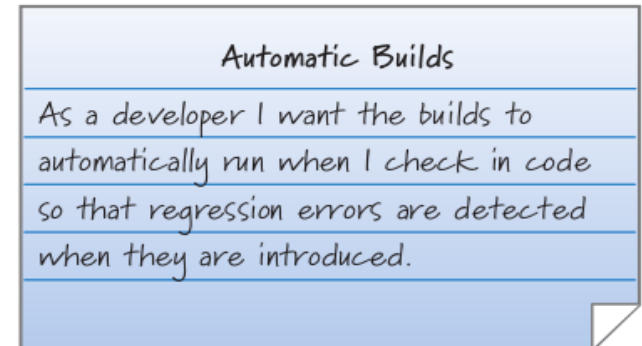 Automatic Builds
As a developer I want the builds to
automatically run when I check in code
so that regression errors are detected
when they are introduced.